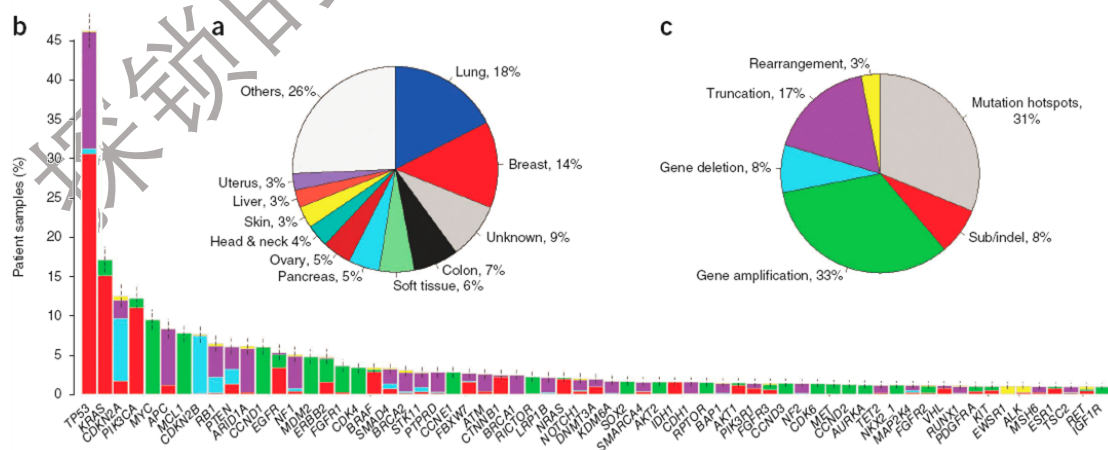 b
a
c
Patient samples (%)
45
40
35
30
25
20
15
10
5
0
Lung, 18%
Breast, 14%
Unknown, 9%
Colon, 7%
Soft tissue, 6%
Pancreas, 5%
Ovary, 5%
Head & neck 4%
Skin, 3%
Liver, 3%
Uterus, 3%
Others, 26%
Mutation hotspots,
31%
Sub/indel, 8%
Gene amplification, 33%
Gene deletion, 8%
Truncation, 17%
Rearrangement, 3%
TP53
KRAS
CDKN2A
PIK3CA
MYC
APC
MCL1
CDKN2B
RB1
PTEN
ARID1A
CCND1
EGFR
NF1
MDM2
ERBB2
FGFR1
CDK4
BRAF
SMAD4
BRCA2
STK11
PTPRD
CCNE1
FBXW7
ATM
CTNNB1
BRCA1
RICTOR
LRP1B
NRAS
NOTCH1
DNMT3A
KDM6A
SOX2
SMARCA4
AKT2
CDH1
RPTOR
BAP1
AKT1
PIK3R1
FGFR3
CCND3
NF2
CDK6
MET
CCND2
AURKA
TET2
NKX2.1
MAP2K4
FGFR2
VHL
RUNX1
PDGFRA
KIT
EWSR1
ALK
MSH6
ESR1
TSC2
RET
IGF1R
探锁